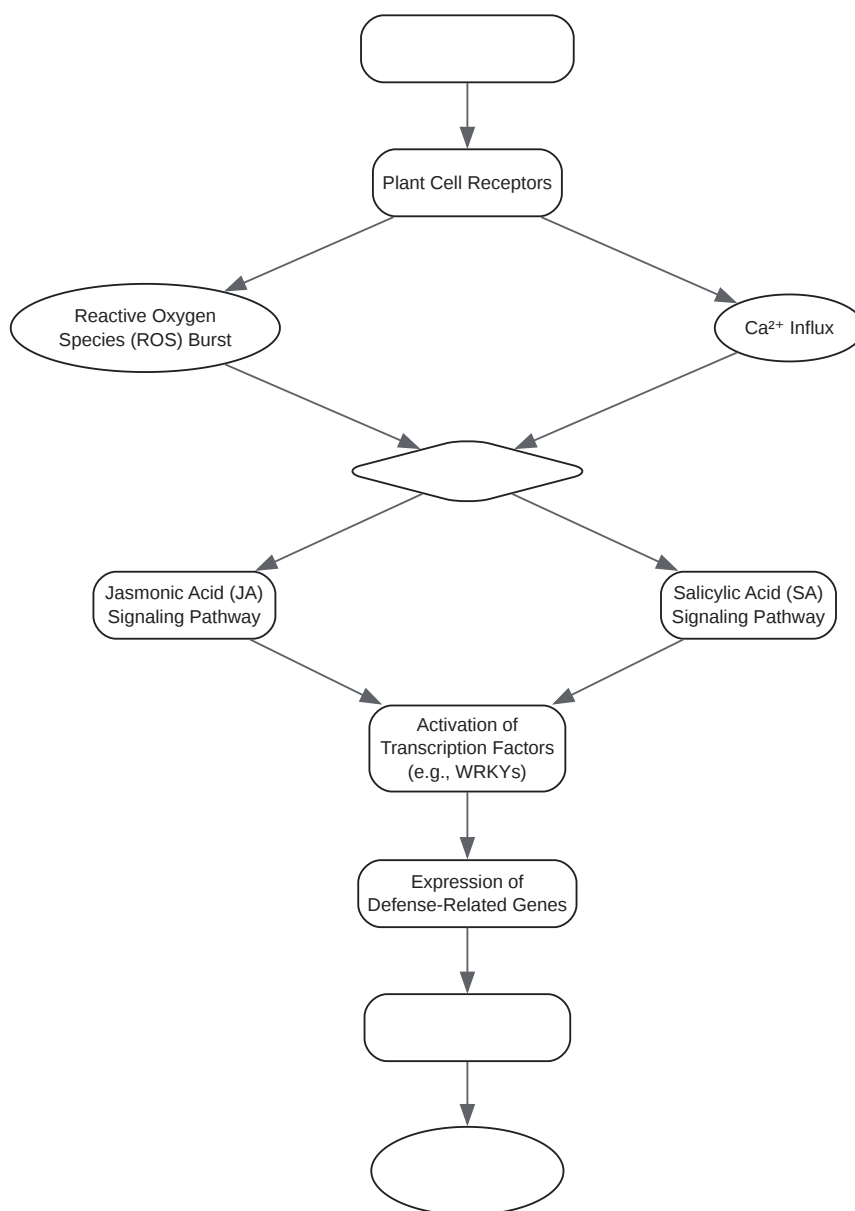 Plant Cell Receptors
Reactive Oxygen
Species (ROS) Burst
Ca²⁺ Influx
Jasmonic Acid (JA)
Signaling Pathway
Salicylic Acid (SA)
Signaling Pathway
Activation of
Transcription Factors
(e.g., WRKYs)
Expression of
Defense-Related Genes